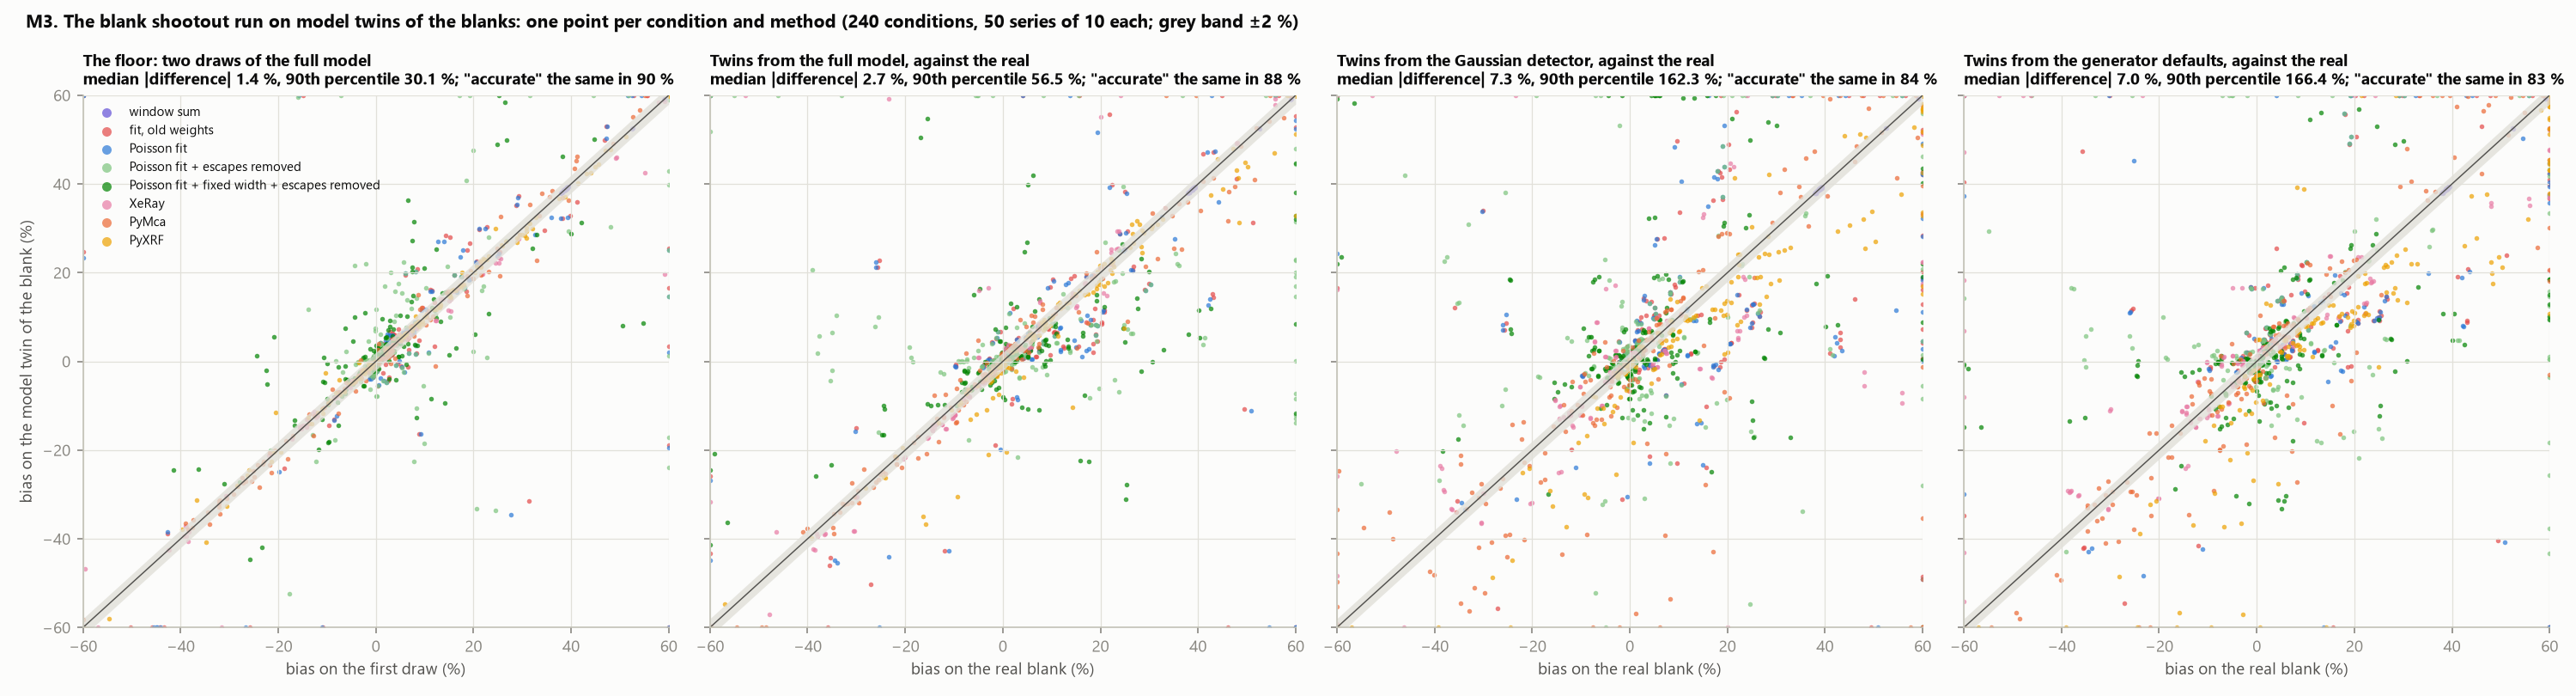 M3. The blank shootout run on model twins of the blanks: one point per condition and method (240 conditions, 50 series of 10 each; grey band ±2 %)
The floor: two draws of the full model
median |difference| 1.4 %, 90th percentile 30.1 %; "accurate" the same in 90 %
Twins from the full model, against the real
median |difference| 2.7 %, 90th percentile 56.5 %; "accurate" the same in 88 %
Twins from the Gaussian detector, against the real
median |difference| 7.3 %, 90th percentile 162.3 %; "accurate" the same in 84 %
Twins from the generator defaults, against the real
median |difference| 7.0 %, 90th percentile 166.4 %; "accurate" the same in 83 %
window sum
fit, old weights
Poisson fit
Poisson fit + escapes removed
Poisson fit + fixed width + escapes removed
XeRay
PyMca
PyXRF
bias on the model twin of the blank (%)
60
40
20
0
−20
−40
−60
−60 −40 −20 0 20 40 60
−60 −40 −20 0 20 40 60
−60 −40 −20 0 20 40 60
−60 −40 −20 0 20 40 60
bias on the first draw (%)
bias on the real blank (%)
bias on the real blank (%)
bias on the real blank (%)